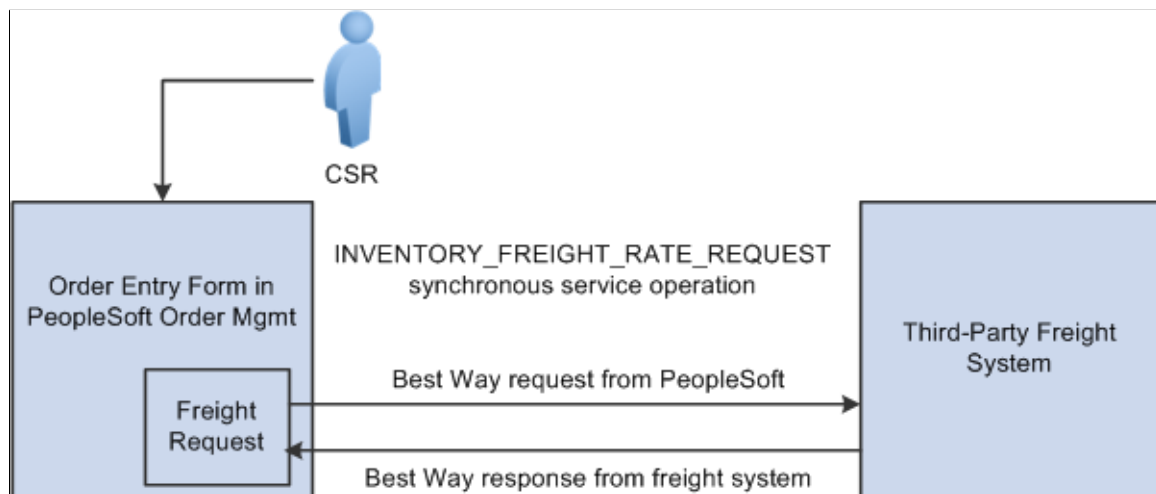 CSR
INVENTORY_FREIGHT_RATE_REQUEST
synchronous service operation
Order Entry Form in
PeopleSoft Order Mgmt
Third-Party Freight
System
Best Way request from PeopleSoft
Freight
Request
Best Way response from freight system